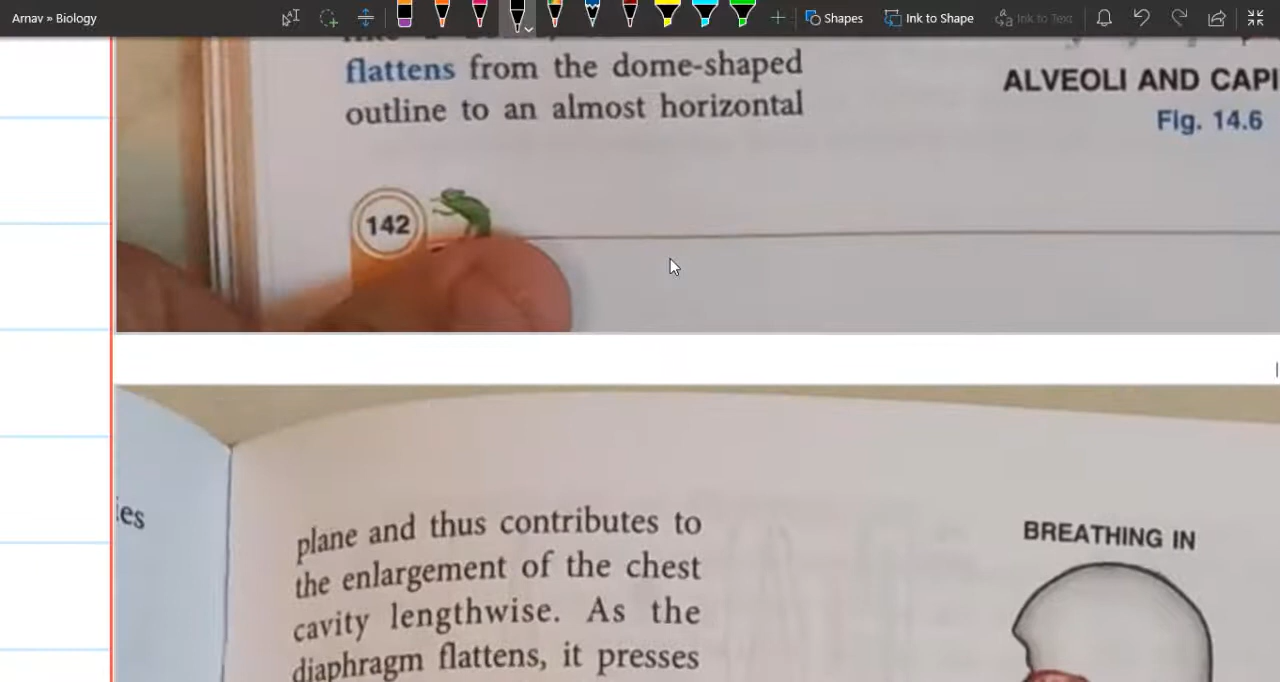 Arnav » Biology
Shapes
Ink to Shape
Ink to Text
flattens from the dome-shaped
outline to an almost horizontal
ALVEOLI AND CAPI
Fig. 14.6
142
ies
plane and thus contributes to
the enlargement of the chest
cavity lengthwise. As the
diaphragm flattens, it presses
BREATHING IN